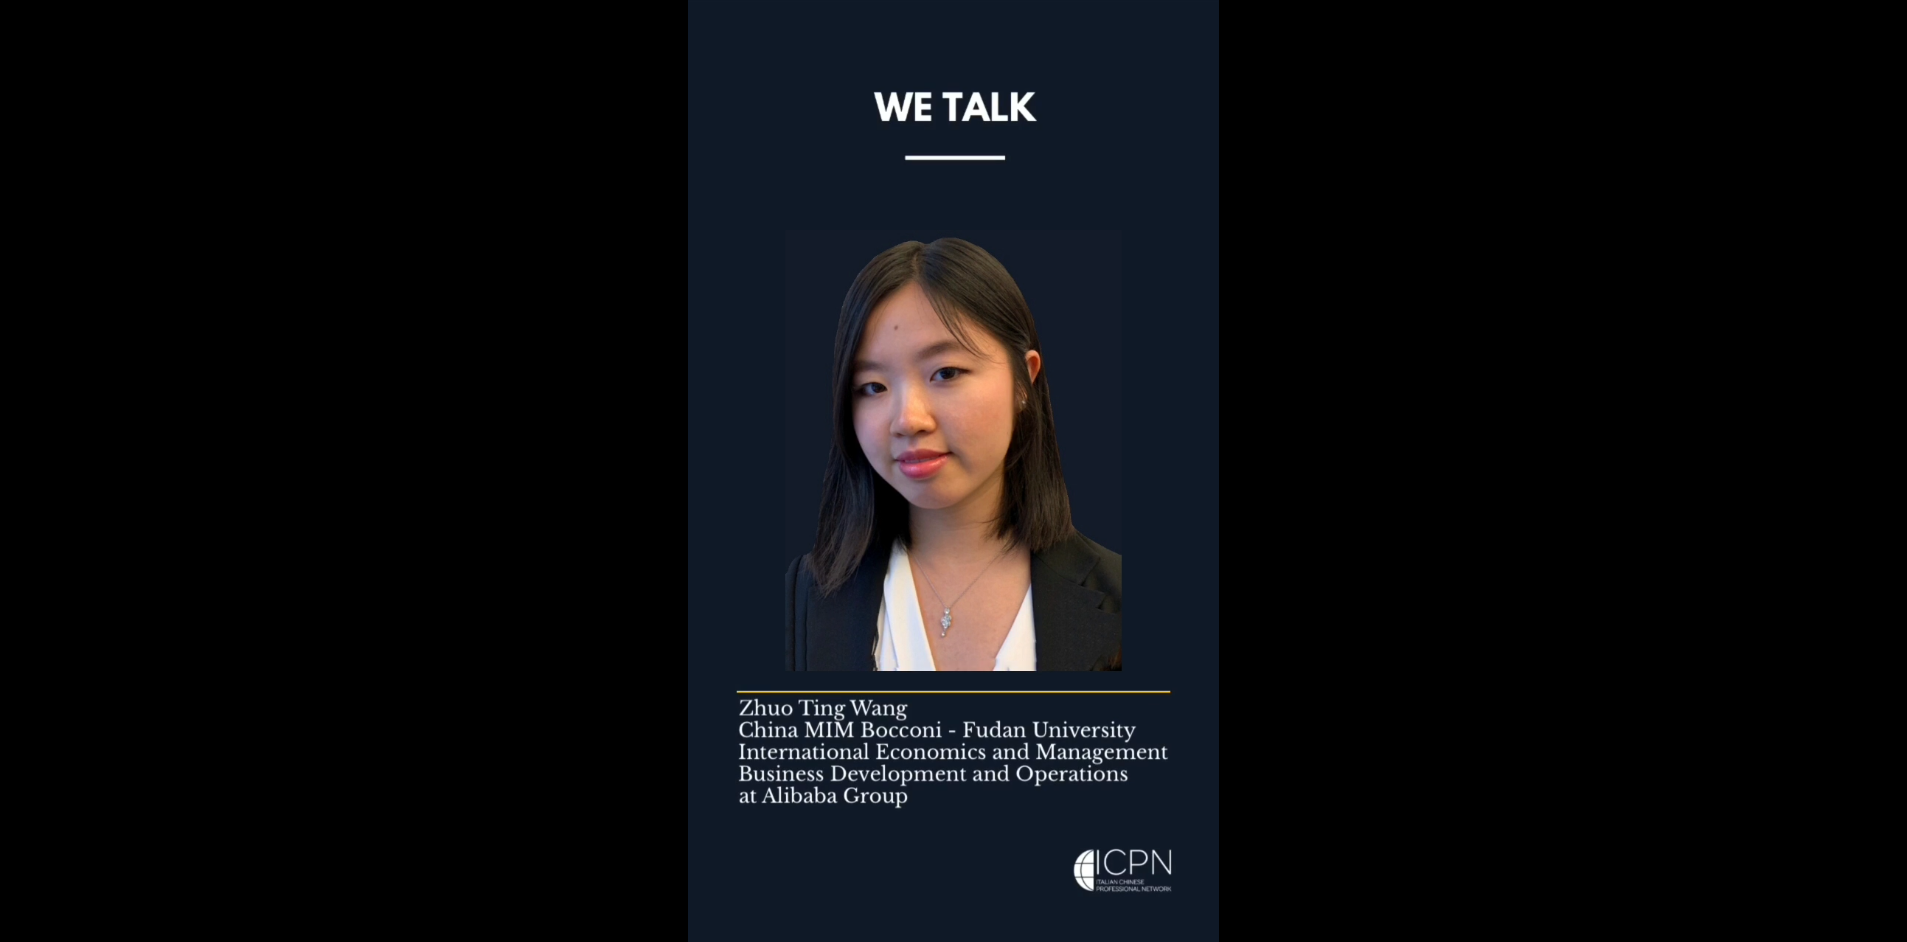 WE TALK
Zhuo Ting Wang
China MIM Bocconi - Fudan University
International Economics and Management
Business Development and Operations
at Alibaba Group
ICPN
ITALIAN CHINESE
PROFESSIONAL NETWORK